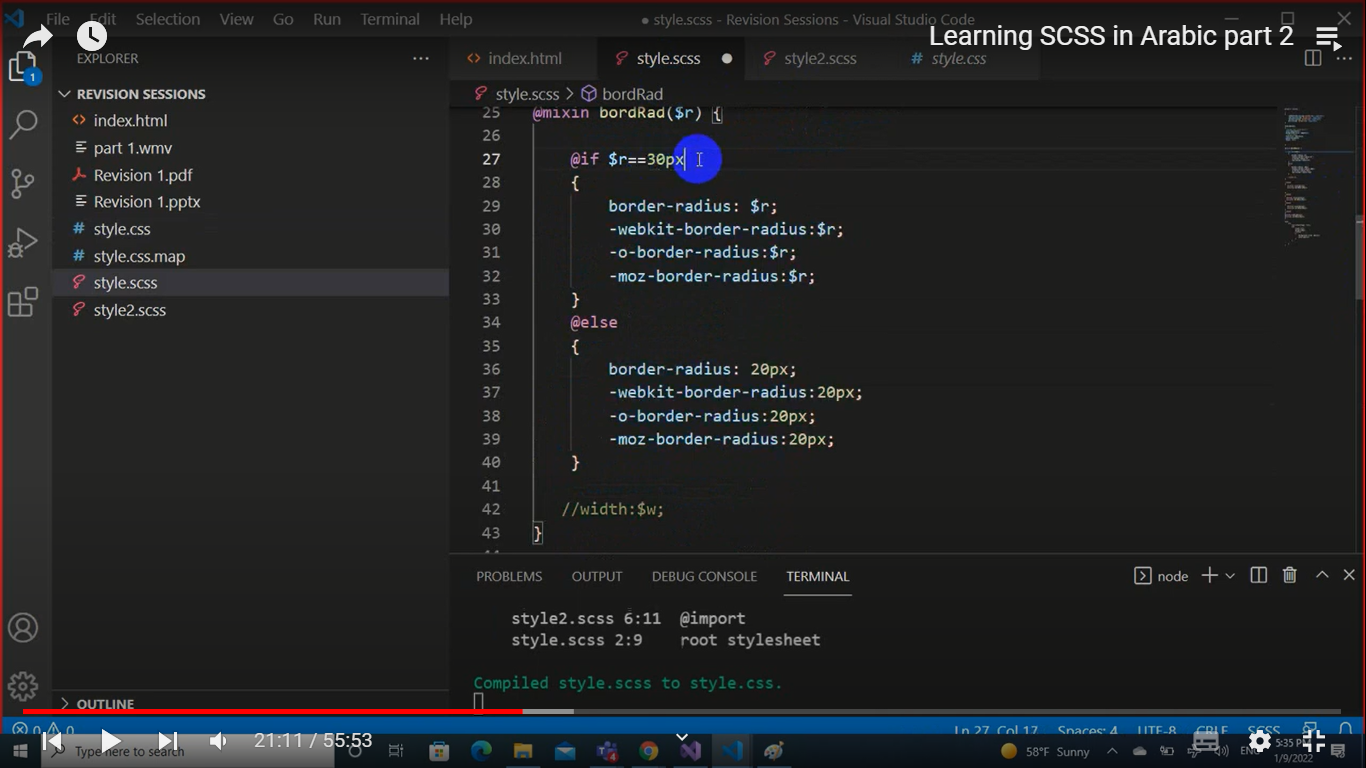 File Edit Selection View Go Run Terminal Help
● style.scss - Revision Sessions - Visual Studio Code
Learning SCSS in Arabic part 2
EXPLORER
1
REVISION SESSIONS
index.html
part 1.wmv
Revision 1.pdf
Revision 1.pptx
style.css
style.css.map
style.scss
style2.scss
OUTLINE
index.html style.scss style2.scss style.css
style.scss > bordRad
25 @mixin bordRad($r) {
26
27 @if $r==30px
28 {
29 border-radius: $r;
30 -webkit-border-radius:$r;
31 -o-border-radius:$r;
32 -moz-border-radius:$r;
33 }
34 @else
35 {
36 border-radius: 20px;
37 -webkit-border-radius:20px;
38 -o-border-radius:20px;
39 -moz-border-radius:20px;
40 }
41
42 //width:$w;
43 }
PROBLEMS OUTPUT DEBUG CONSOLE TERMINAL
node
style2.scss 6:11 @import
style.scss 2:9 root stylesheet
Compiled style.scss to style.css.
0 0
Ln 27, Col 17 Spaces: 4 UTF-8 CRLF SCSS
21:11 / 55:53
Type here to search
58°F Sunny
5:35 P
1/9/2022